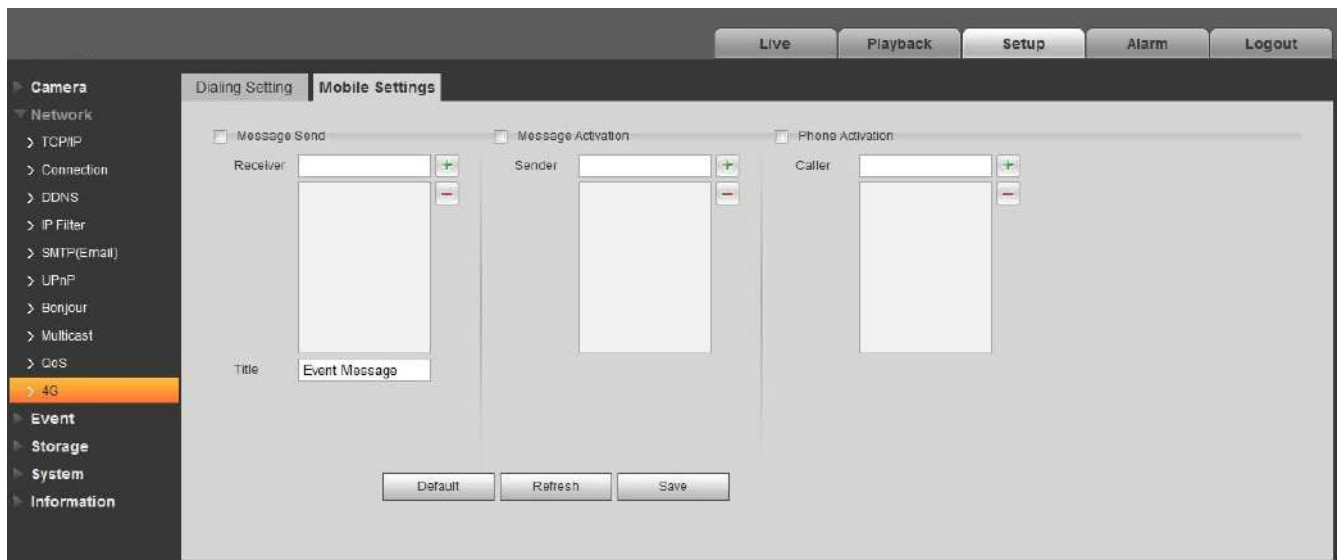 Live Playback Setup Alarm Logout
Camera
Network
TCP/IP
Connection
DDNS
IP Filter
SMTP(Email)
UPnP
Bonjour
Multicast
QoS
4G
Event
Storage
System
Information
Dialing Setting Mobile Settings
Message Send Message Activation Phone Activation
Receiver Sender Caller
Title Event Message
Default Refresh Save